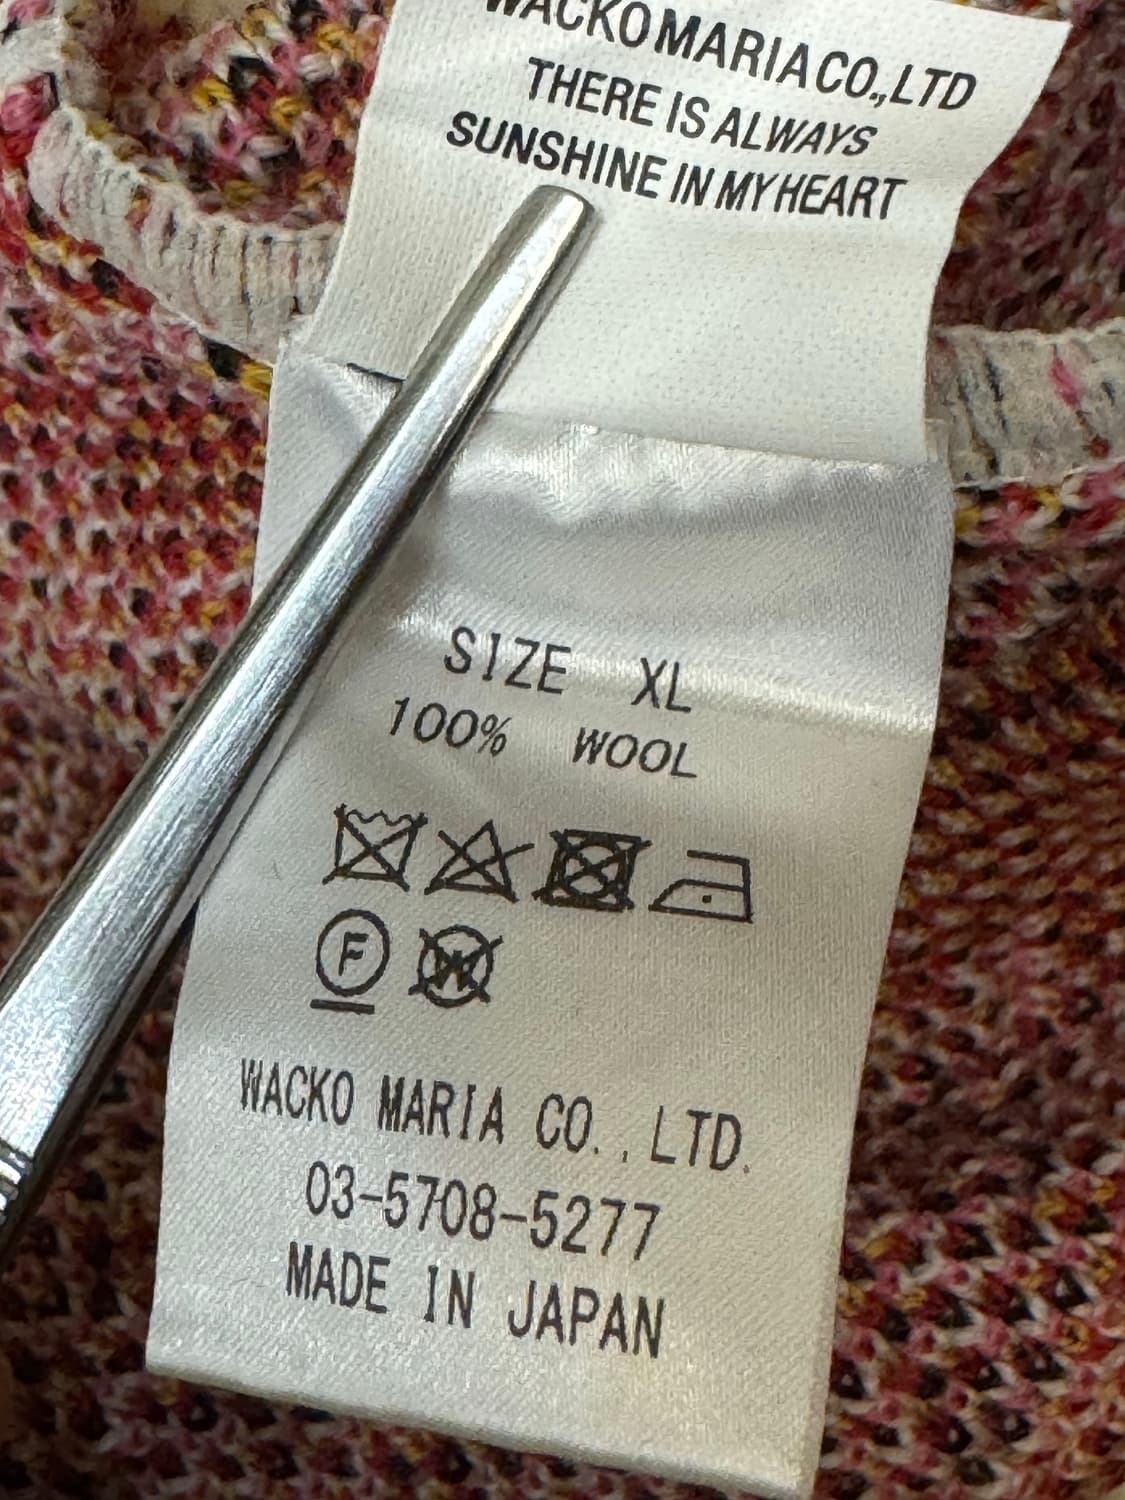 WACKO MARIA CO.,LTD
THERE IS ALWAYS
SUNSHINE IN MY HEART
SIZE XL
100% WOOL
F W
WACKO MARIA CO.,LTD.
03-5708-5277
MADE IN JAPAN